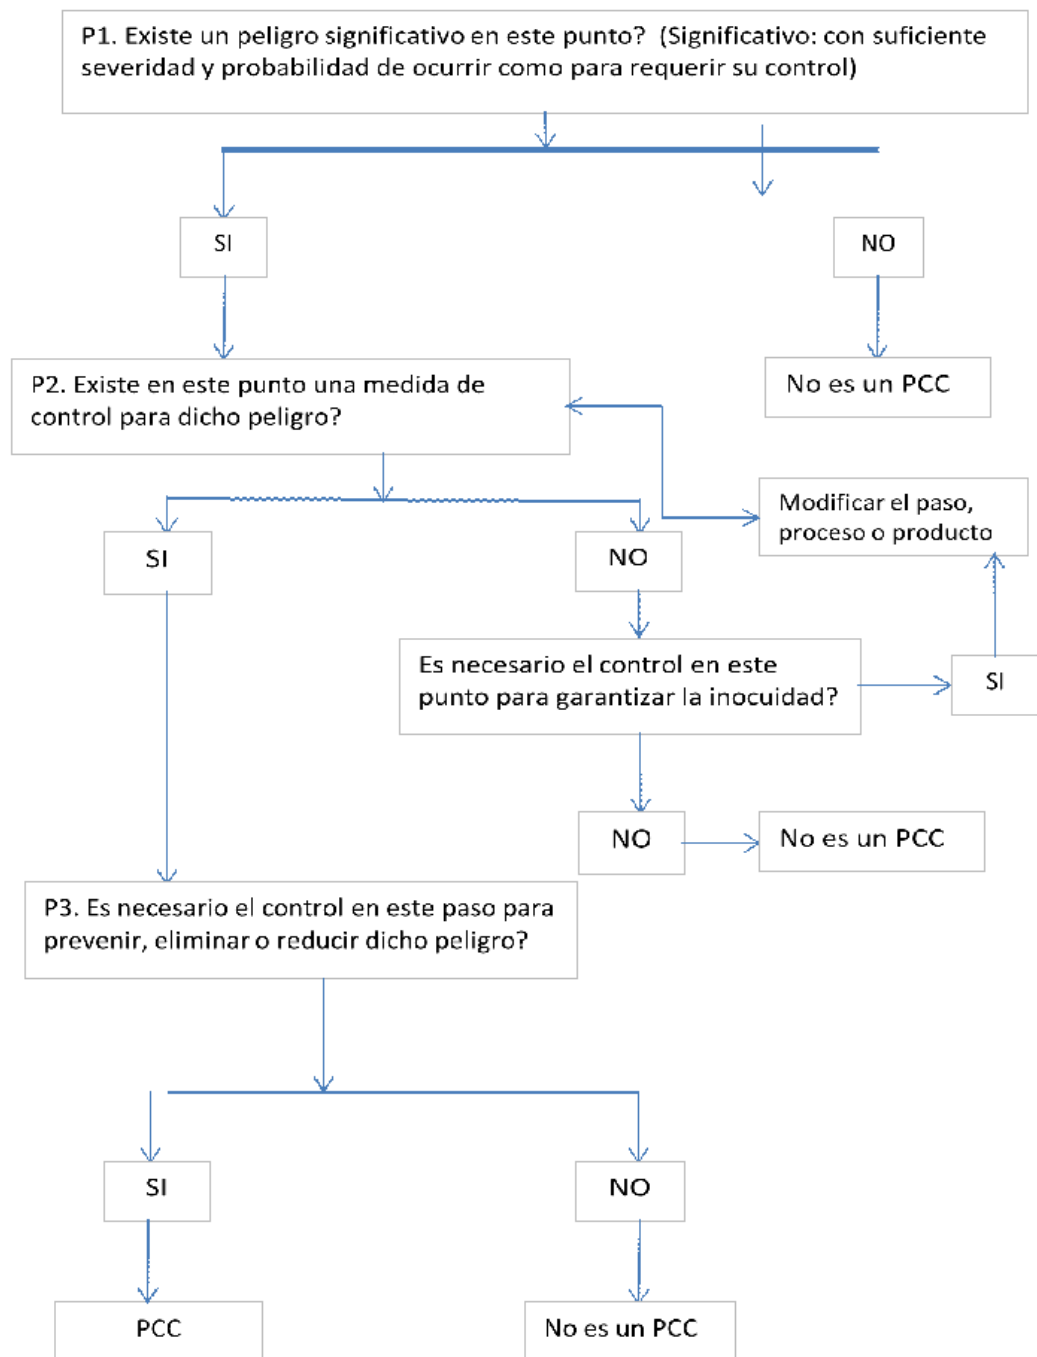 P1. Existe un peligro significativo en este punto? (Significativo: con suficiente
severidad y probabilidad de ocurrir como para requerir su control)
SI
NO
P2. Existe en este punto una medida de
control para dicho peligro?
No es un PCC
Modificar el paso,
proceso o producto
SI
NO
Es necesario el control en este
punto para garantizar la inocuidad?
SI
NO
No es un PCC
P3. Es necesario el control en este paso para
prevenir, eliminar o reducir dicho peligro?
SI
NO
PCC
No es un PCC